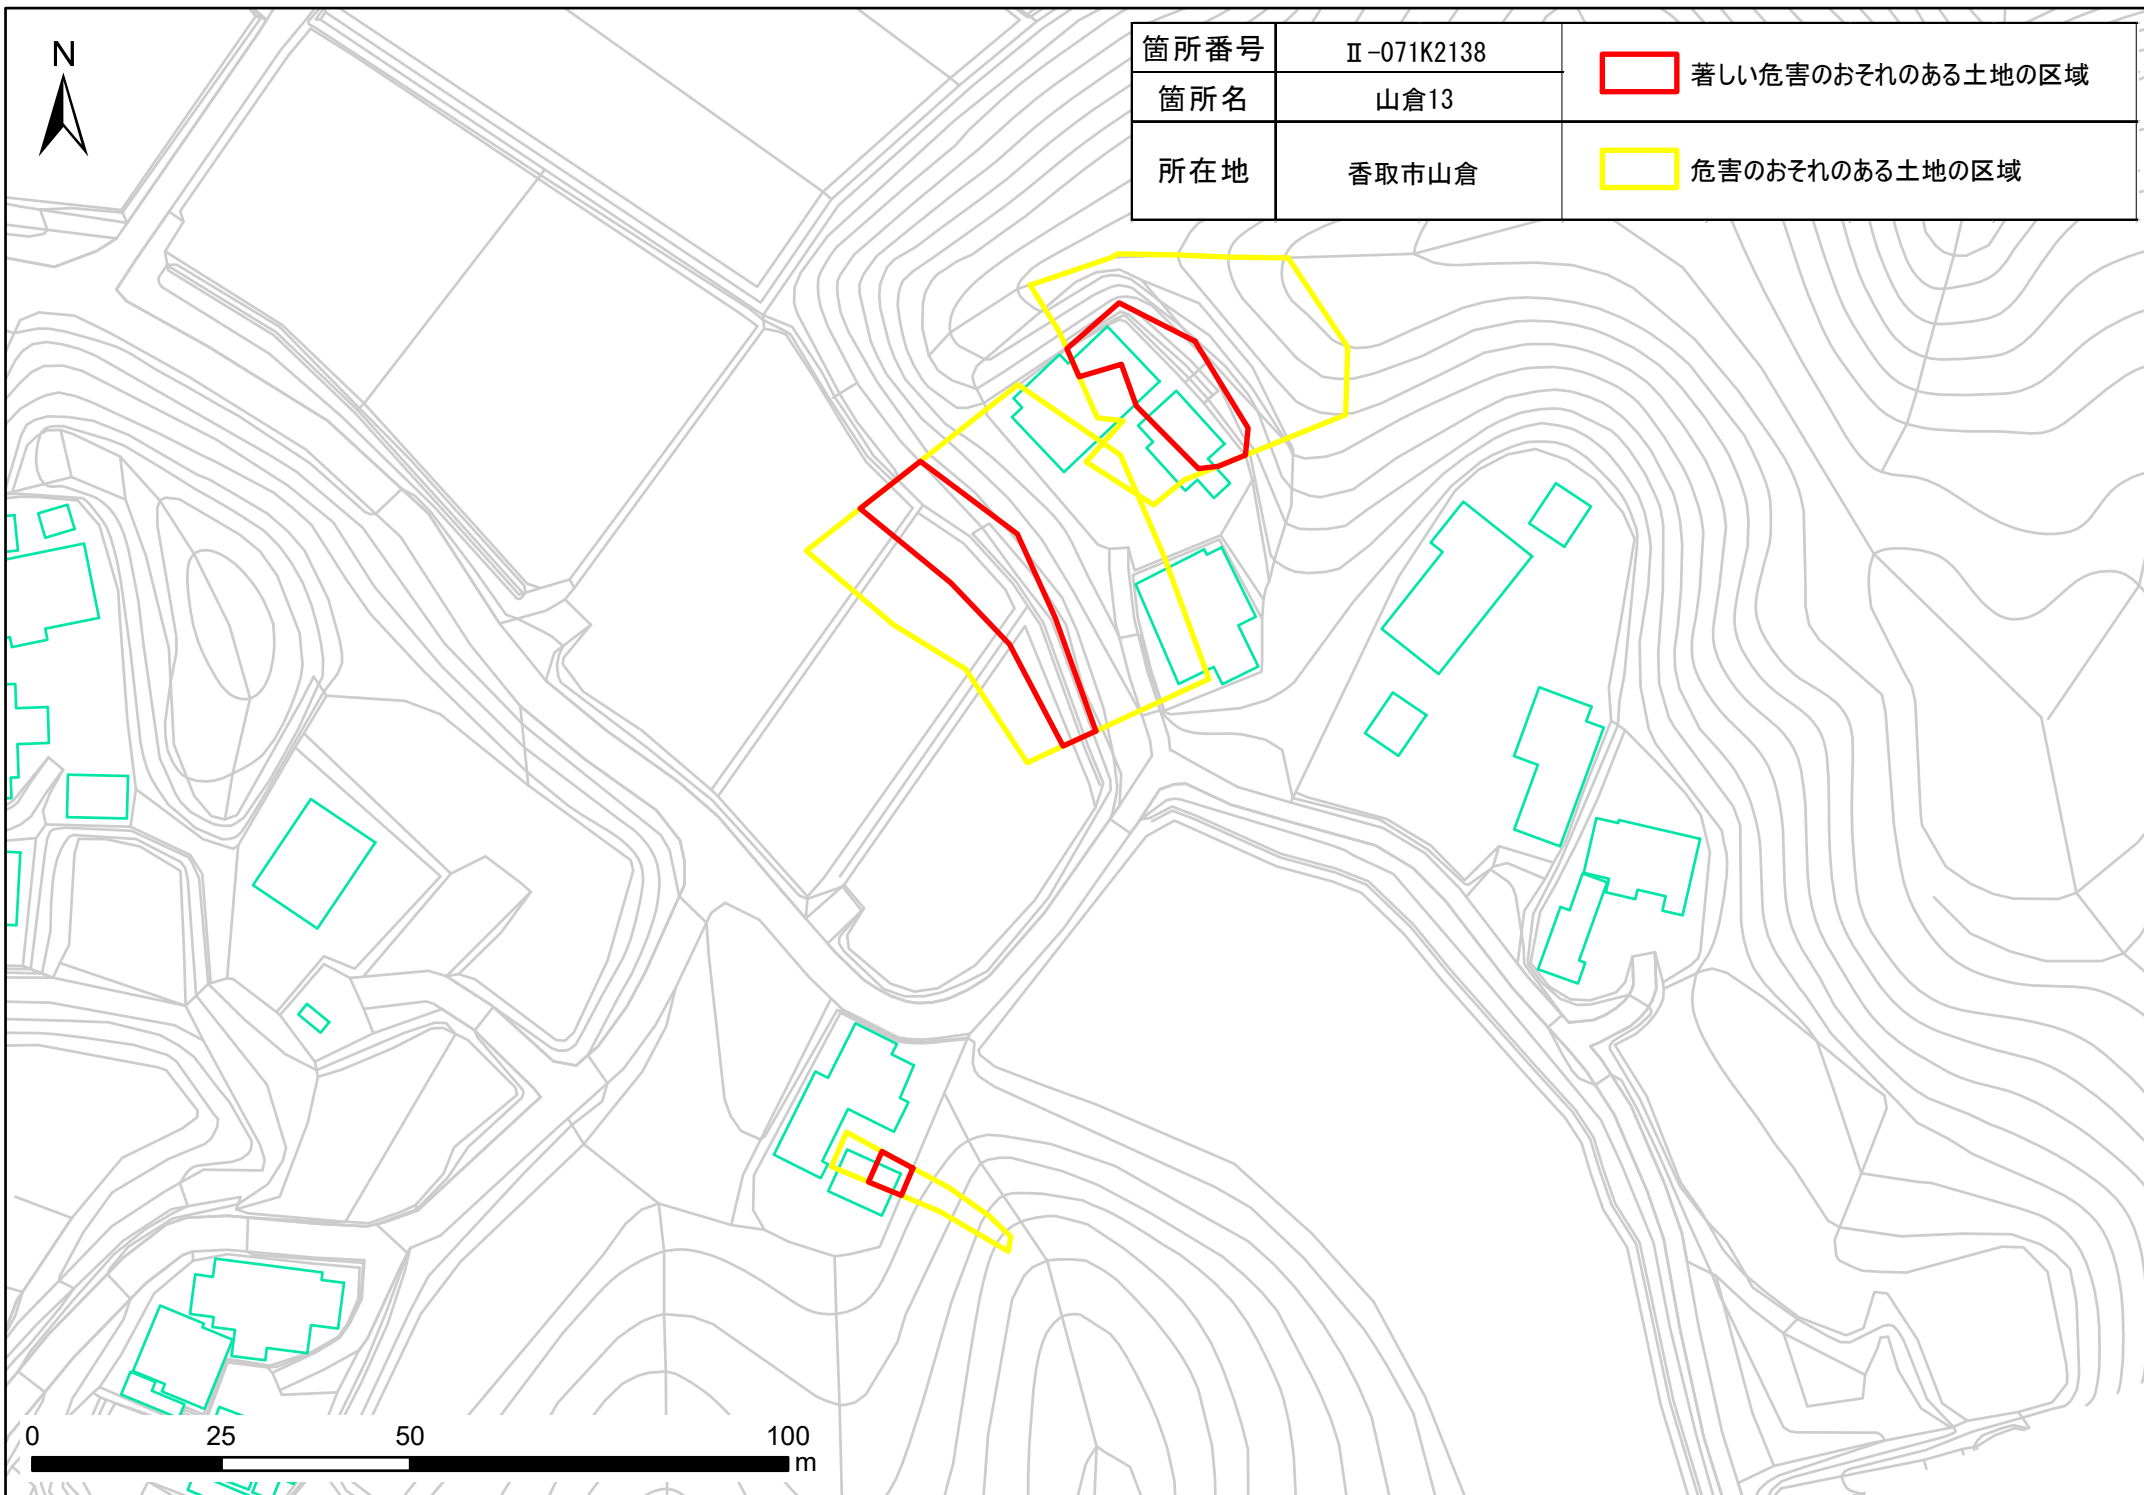 N
箇所番号 Ⅱ-071K2138
箇所名 山倉13
所在地 香取市山倉
著しい危害のおそれのある土地の区域
危害のおそれのある土地の区域
0 25 50 100
m